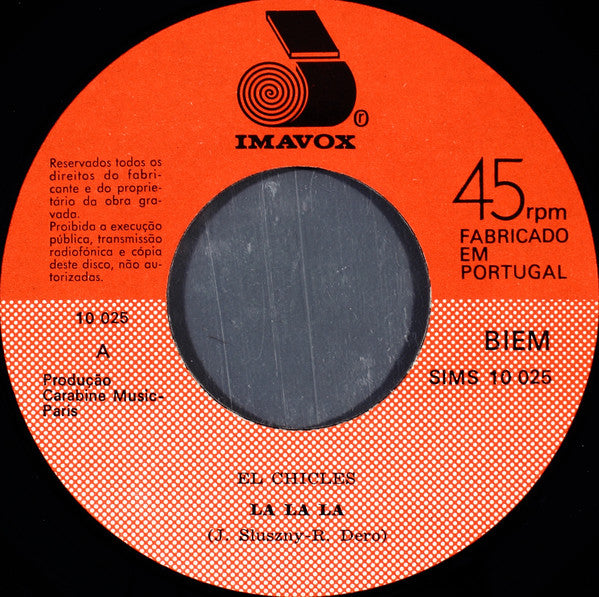 IMAVOX
r
Reservados todos os
direitos do fabri-
cante e do proprie-
tário da obra gra-
vada.
Proibida a execução
pública, transmissão
radiofónica e cópia
deste disco, não au-
torizadas.
45 rpm
FABRICADO
EM
PORTUGAL
10 025
A
Produção
Carabine Music-
Paris
BIEM
SIMS 10 025
EL CHICLES
LA LA LA
(J. Sluszny-R. Dero)